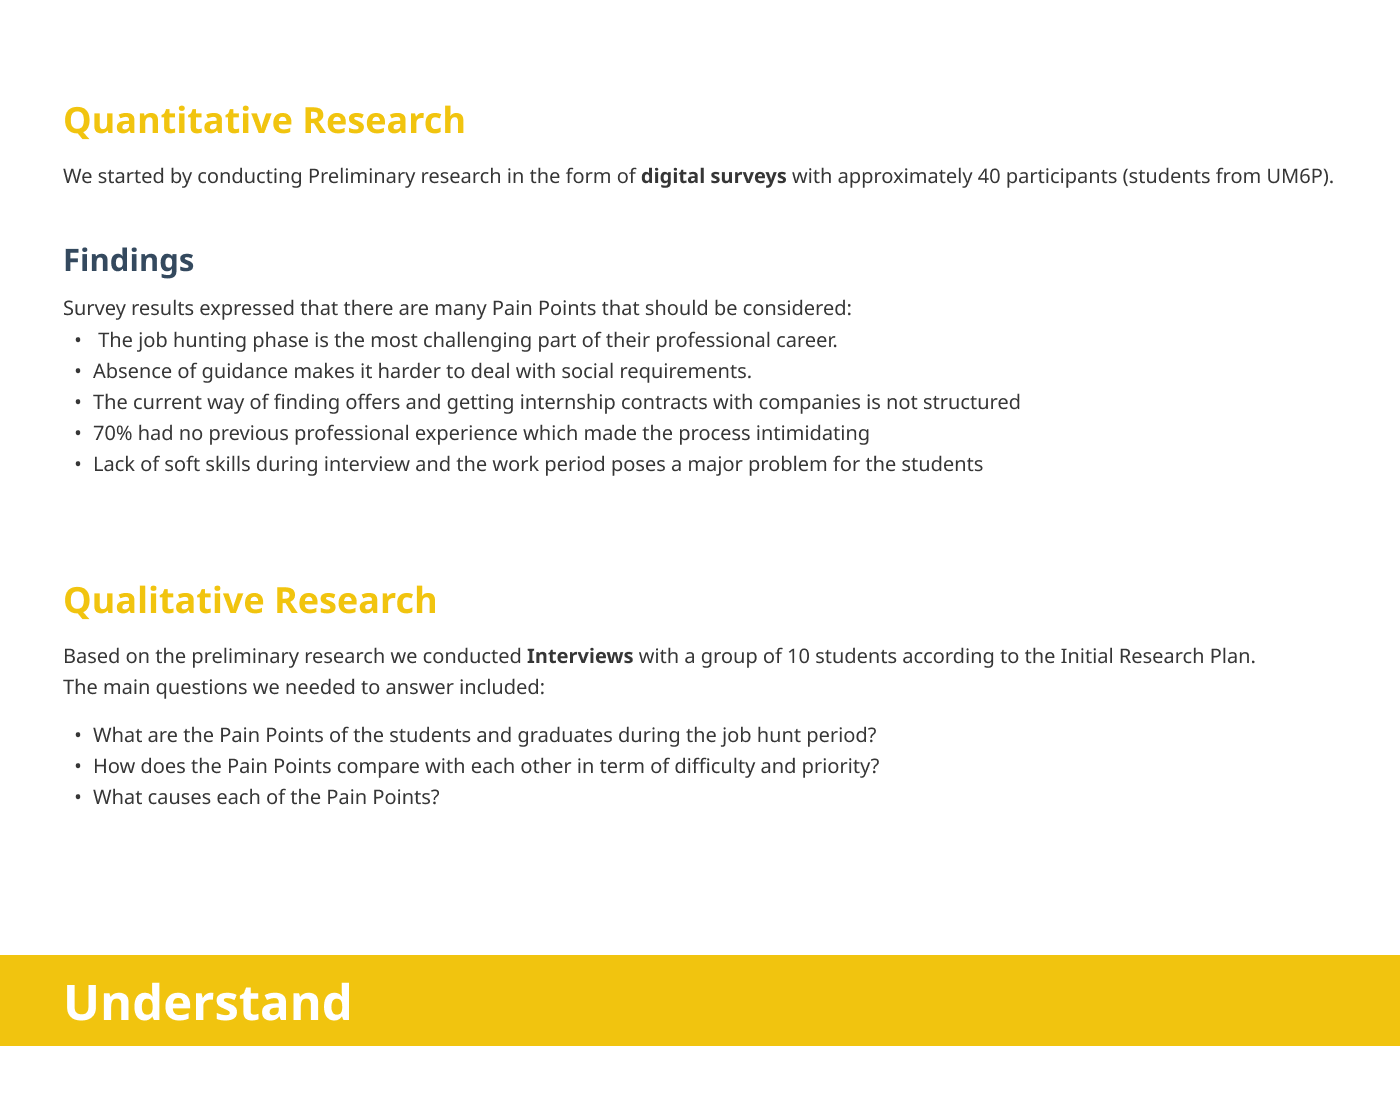 Quantitative Research
We started by conducting Preliminary research in the form of digital surveys with approximately 40 participants (students from UM6P).
Findings
Survey results expressed that there are many Pain Points that should be considered:
• The job hunting phase is the most challenging part of their professional career.
• Absence of guidance makes it harder to deal with social requirements.
• The current way of finding offers and getting internship contracts with companies is not structured
• 70% had no previous professional experience which made the process intimidating
• Lack of soft skills during interview and the work period poses a major problem for the students
Qualitative Research
Based on the preliminary research we conducted Interviews with a group of 10 students according to the Initial Research Plan.
The main questions we needed to answer included:
• What are the Pain Points of the students and graduates during the job hunt period?
• How does the Pain Points compare with each other in term of difficulty and priority?
• What causes each of the Pain Points?
Understand